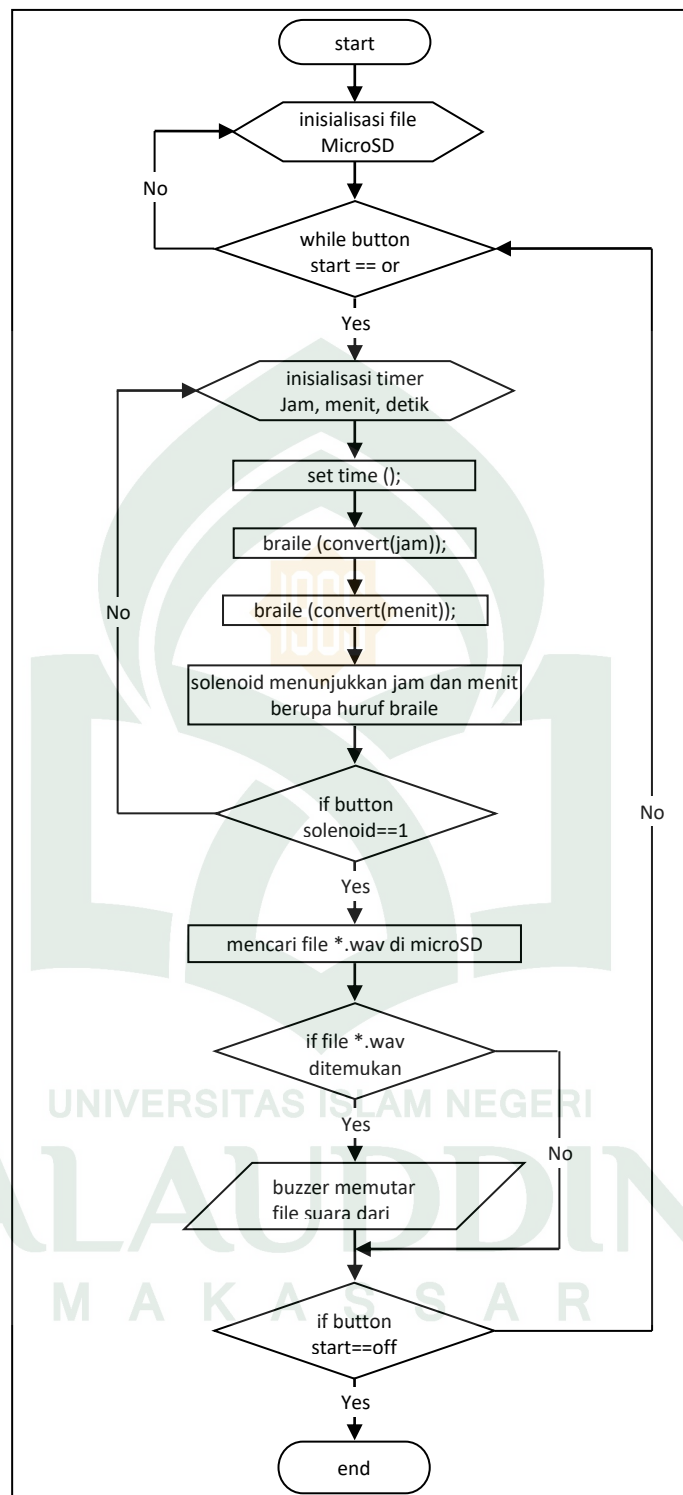 start
inisialisasi file
MicroSD
No
while button
start == or
Yes
inisialisasi timer
Jam, menit, detik
set time ();
braile (convert(jam));
No
braile (convert(menit));
solenoid menunjukkan jam dan menit
berupa huruf braile
if button
solenoid==1
No
Yes
mencari file *.wav di microSD
if file *.wav
ditemukan
UNIVERSITAS ISLAM NEGERI
Yes
No
buzzer memutar
file suara dari
ALAUDDIN
MAKASSAR
if button
start==off
Yes
end